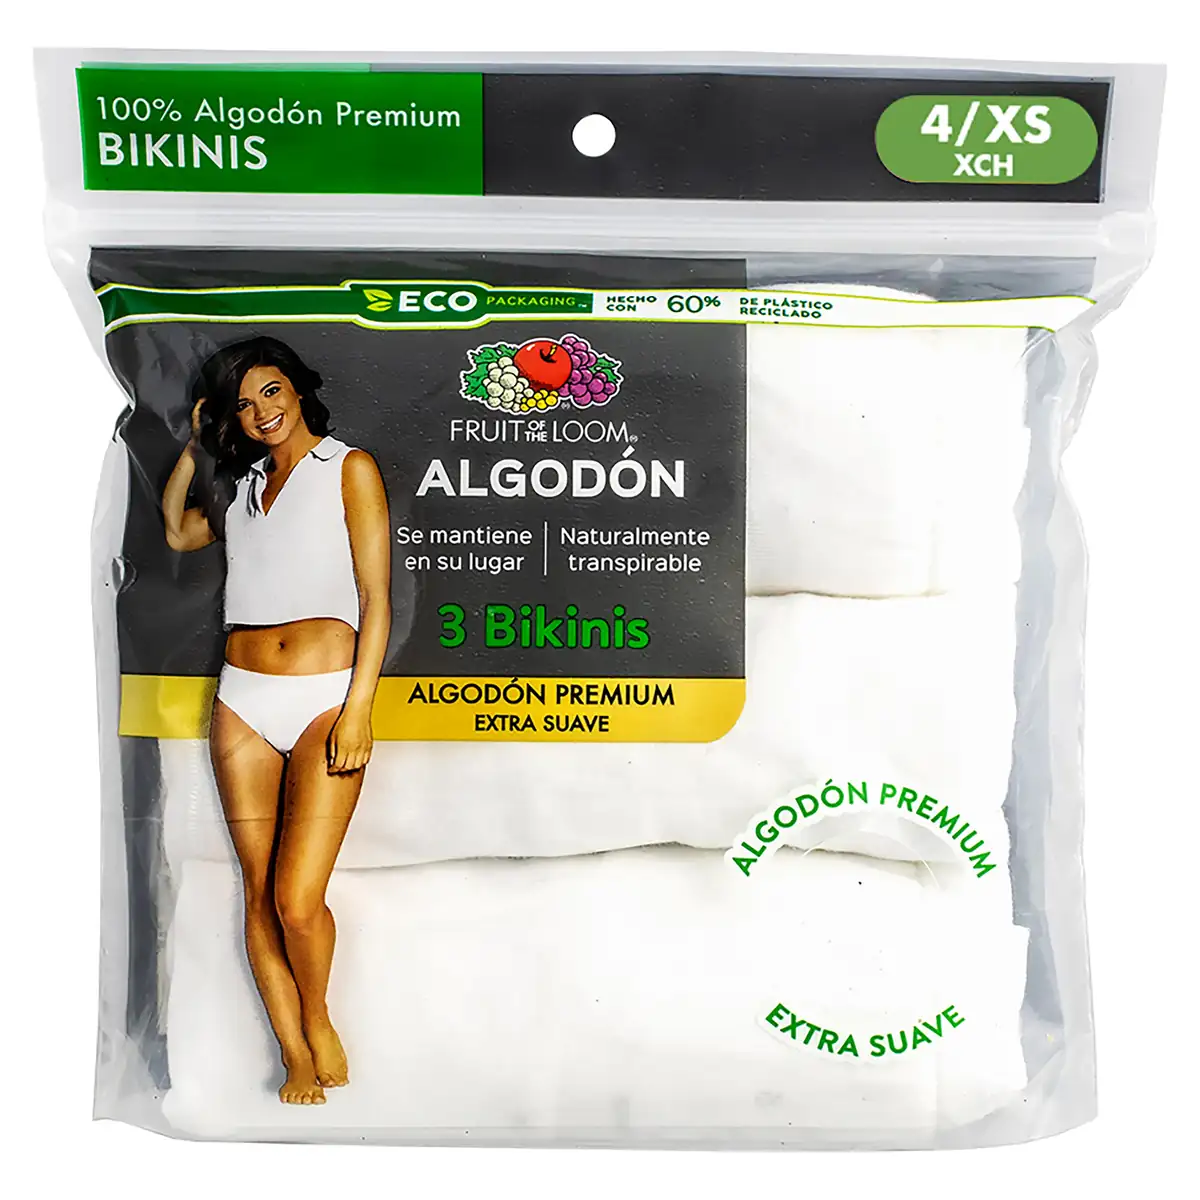 100% Algodón Premium
BIKINIS
4/XS
XCH
ECO PACKAGING™
HECHO CON 60% DE PLÁSTICO RECICLADO
FRUIT OF THE LOOM®
ALGODÓN
Se mantiene en su lugar
Naturalmente transpirable
3 Bikinis
ALGODÓN PREMIUM
EXTRA SUAVE
ALGODÓN PREMIUM
EXTRA SUAVE